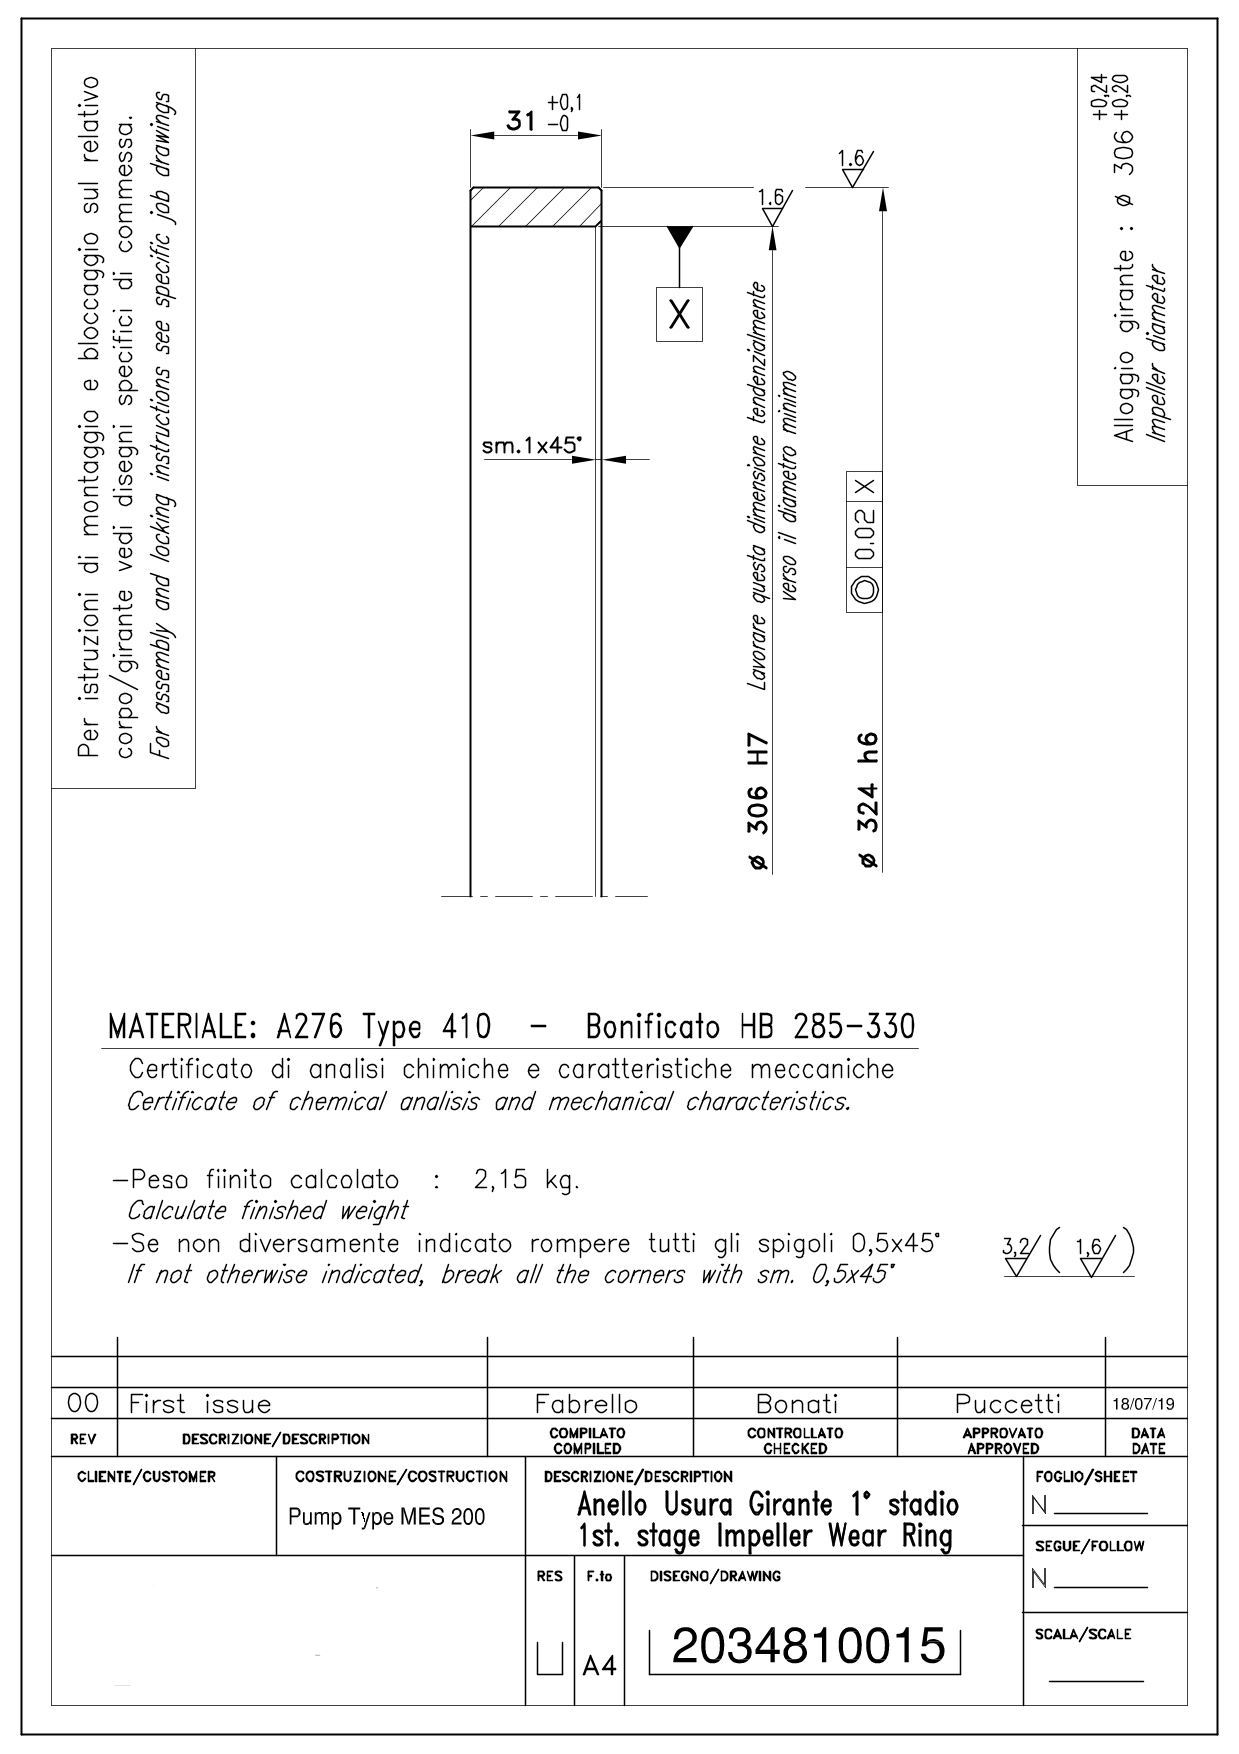 Per istruzioni di montaggio e bloccaggio sul relativo
corpo/girante vedi disegni specifici di commessa.
For assembly and locking instructions see specific job drawings
31 +0,1
-0
1.6
1.6
X
sm.1x45°
ø 306 H7 Lavorare questa dimensione tendenzialmente
verso il diametro minimo
0.02 X
ø 324 h6
Alloggio girante : ø 306 +0,24 +0,20
Impeller diameter
MATERIALE: A276 Type 410 - Bonificato HB 285-330
Certificato di analisi chimiche e caratteristiche meccaniche
Certificate of chemical analisis and mechanical characteristics.
-Peso fiinito calcolato : 2,15 kg.
Calculate finished weight
-Se non diversamente indicato rompere tutti gli spigoli 0,5x45°
If not otherwise indicated, break all the corners with sm. 0,5x45°
3,2 ( 1,6 )
00 First issue Fabrello Bonati Puccetti 18/07/19
REV DESCRIZIONE/DESCRIPTION COMPILATO CONTROLLATO APPROVATO DATA
COMPILED CHECKED APPROVED DATE
CLIENTE/CUSTOMER COSTRUZIONE/COSTRUCTION DESCRIZIONE/DESCRIPTION FOGLIO/SHEET
Pump Type MES 200
Anello Usura Girante 1° stadio
1st. stage Impeller Wear Ring
N
SEGUE/FOLLOW
N
RES F.to DISEGNO/DRAWING
A4
2034810015
SCALA/SCALE